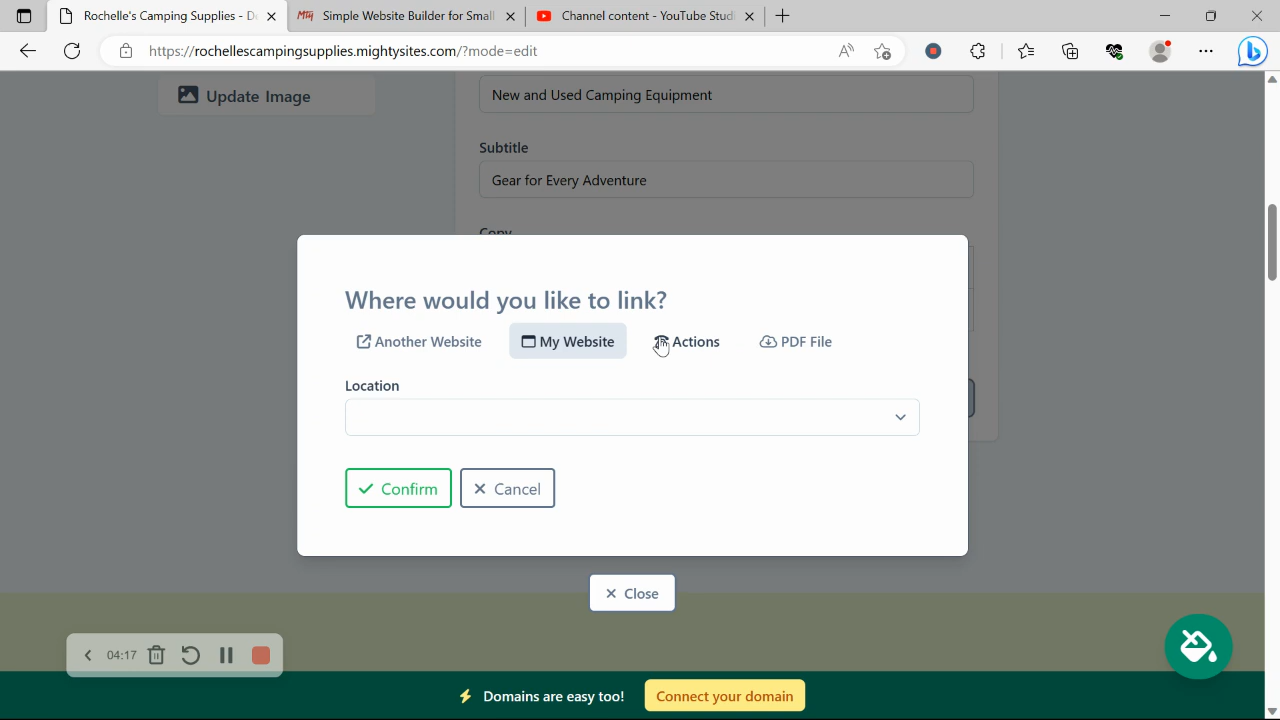 Rochelle's Camping Supplies - De
Simple Website Builder for Small
Channel content - YouTube Studi
https://rochellescampingsupplies.mightysites.com/?mode=edit
Update Image
New and Used Camping Equipment
Subtitle
Gear for Every Adventure
Copy
Where would you like to link?
Another Website
My Website
Actions
PDF File
Location
Confirm
Cancel
Close
04:17
Domains are easy too!
Connect your domain